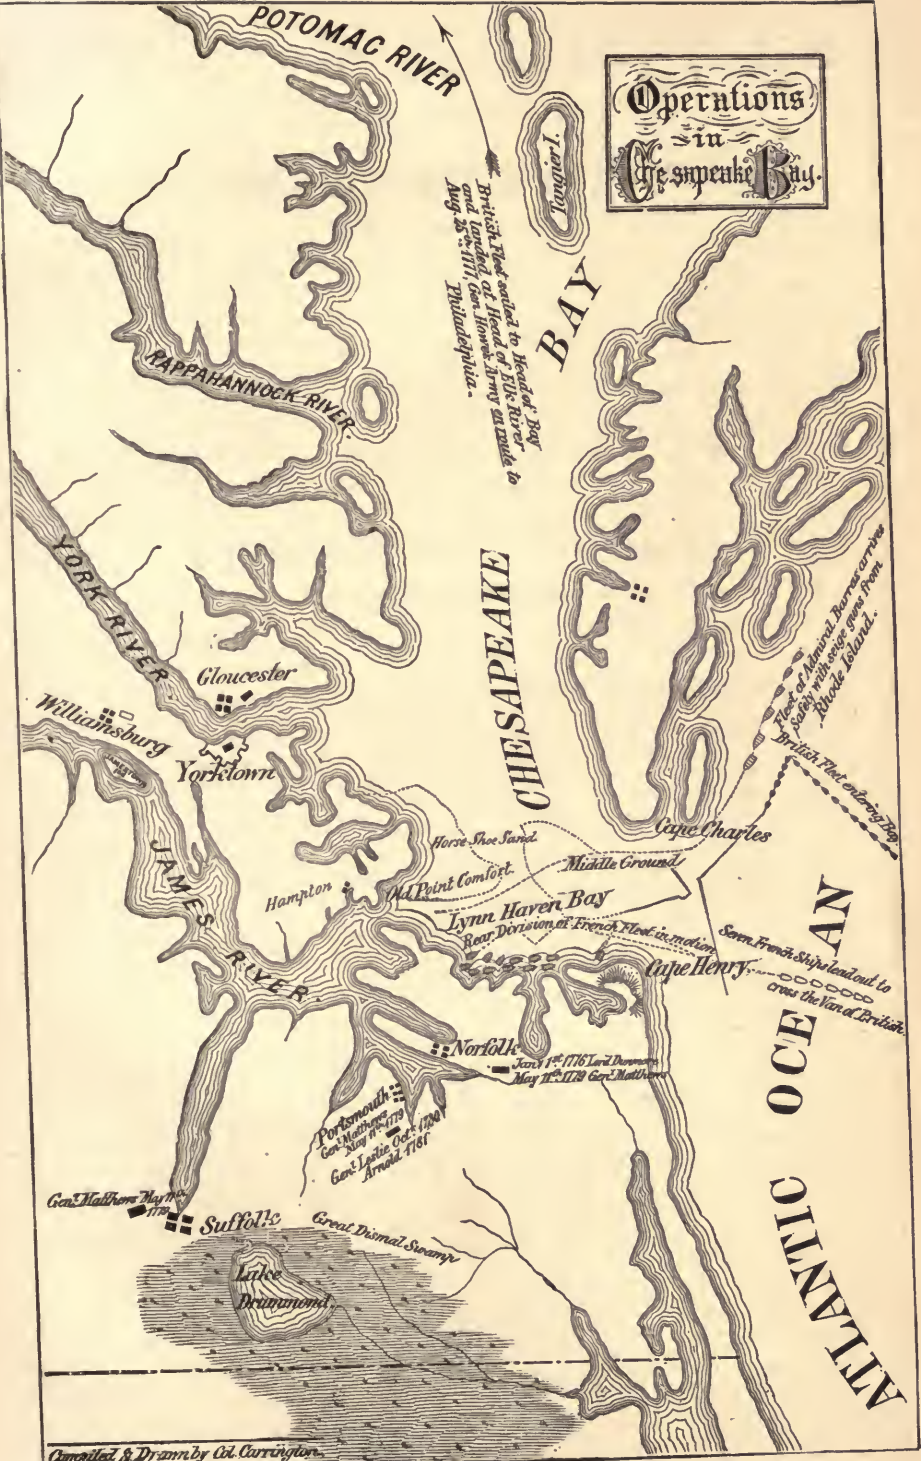 POTOMAC RIVER
Operations
in
Chesapeake Bay.
Tangier I.
British Fleet sailed to Head of Bay
and landed at Head of Elk River
Aug. 25th 1777, Gen. Howe's Army en route to
Philadelphia.
BAY
RAPPAHANNOCK-RIVER.
CHESAPEAKE
YORK RIVER.
Gloucester
Williamsburg
Yorktown
JAMESTOWN
Fleet of Admiral Barras arrives
Safely with seige guns from
Rhode Island.
British Fleet entering Bay
Cape Charles
Horse Shoe Sand.
Middle Ground
Old Point Comfort.
Hampton
JAMES RIVER.
Lynn Haven Bay
Rear Division of French Fleet in motion
Seven French Ships lead out to
cross the Van of British.
Cape Henry.
ATLANTIC OCEAN
Norfolk
Jany 1st 1776 Lord Dunmore
May 11th 1779 Genl. Matthews
Portsmouth
Genl. Matthews
May 11th 1779
Genl. Leslie Octr. 1780
Arnold 1781
Genl. Matthews May 11th
1779
Suffolk
Great Dismal Swamp
Lake
Drummond.
Compiled & Drawn by Col. Carrington.